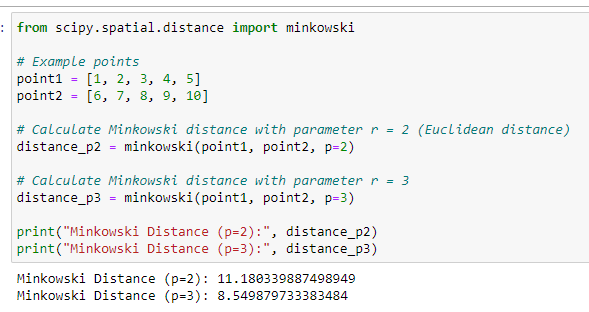 :
from scipy.spatial.distance import minkowski
# Example points
point1 = [1, 2, 3, 4, 5]
point2 = [6, 7, 8, 9, 10]
# Calculate Minkowski distance with parameter r = 2 (Euclidean distance)
distance_p2 = minkowski(point1, point2, p=2)
# Calculate Minkowski distance with parameter r = 3
distance_p3 = minkowski(point1, point2, p=3)
print("Minkowski Distance (p=2):", distance_p2)
print("Minkowski Distance (p=3):", distance_p3)
Minkowski Distance (p=2): 11.180339887498949
Minkowski Distance (p=3): 8.549879733383484